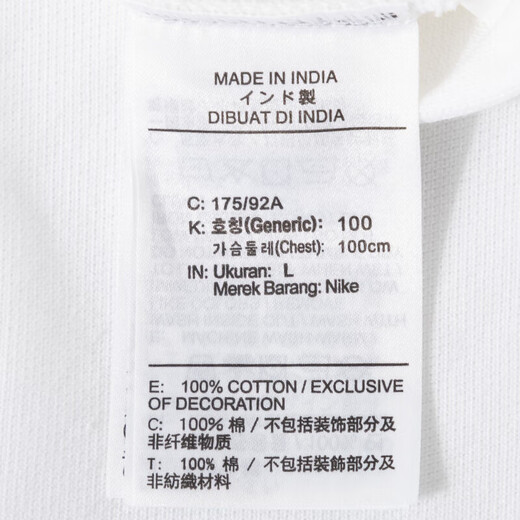 MADE IN INDIA
インド製
DIBUAT DI INDIA
C: 175/92A
K: 호칭(Generic): 100
가슴둘레(Chest): 100cm
IN: Ukuran: L
Merek Barang: Nike
E: 100% COTTON / EXCLUSIVE
OF DECORATION
C: 100% 棉 / 不包括装饰部分及
非纤维物质
T: 100% 棉 / 不包括裝飾部分及
非紡織材料